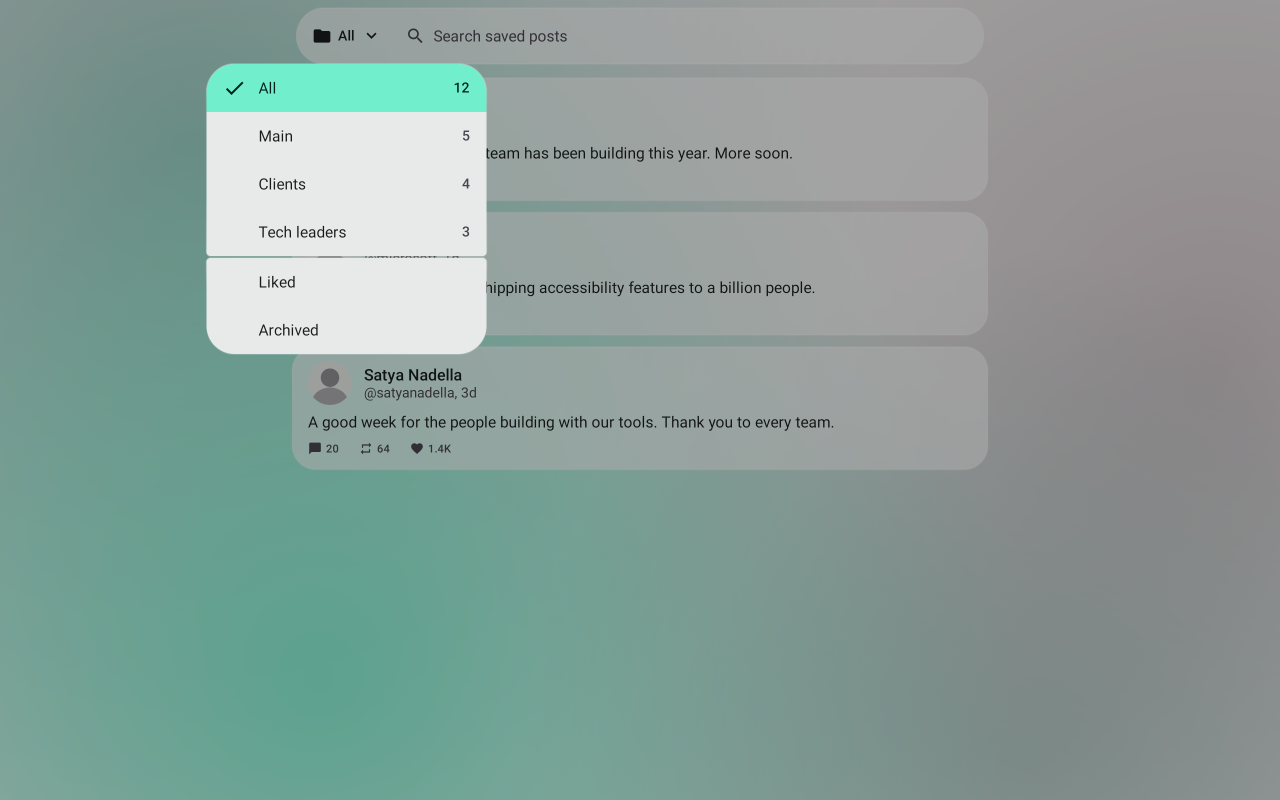 All
Search saved posts
All 12
Main 5
Clients 4
Tech leaders 3
Liked
Archived
team has been building this year. More soon.
shipping accessibility features to a billion people.
Satya Nadella
@satyanadella, 3d
A good week for the people building with our tools. Thank you to every team.
20 64 1.4K